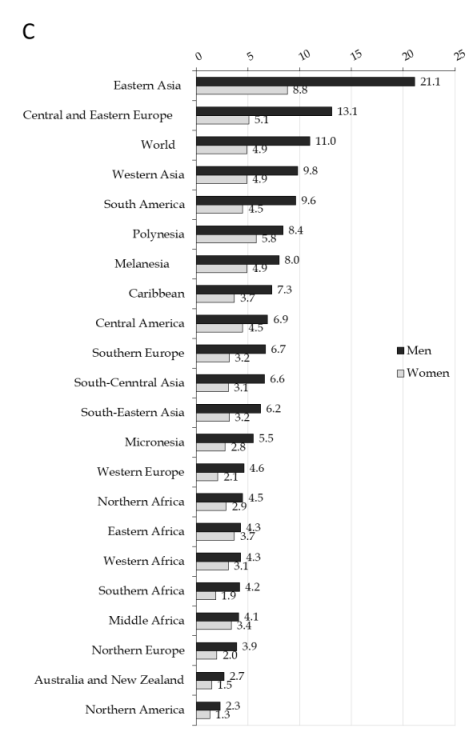 C
0 5 10 15 20 25
Eastern Asia 21.1
8.8
Central and Eastern Europe 13.1
5.1
World 11.0
4.9
Western Asia 9.8
4.9
South America 9.6
4.5
Polynesia 8.4
5.8
Melanesia 8.0
4.9
Caribbean 7.3
3.7
Central America 6.9
4.5
Southern Europe 6.7
3.2
Men
South-Cenntral Asia 6.6
3.1
Women
South-Eastern Asia 6.2
3.2
Micronesia 5.5
2.8
Western Europe 4.6
2.1
Northern Africa 4.5
2.9
Eastern Africa 4.3
3.7
Western Africa 4.3
3.1
Southern Africa 4.2
1.9
Middle Africa 4.1
3.4
Northern Europe 3.9
2.0
Australia and New Zealand 2.7
1.5
Northern America 2.3
1.3